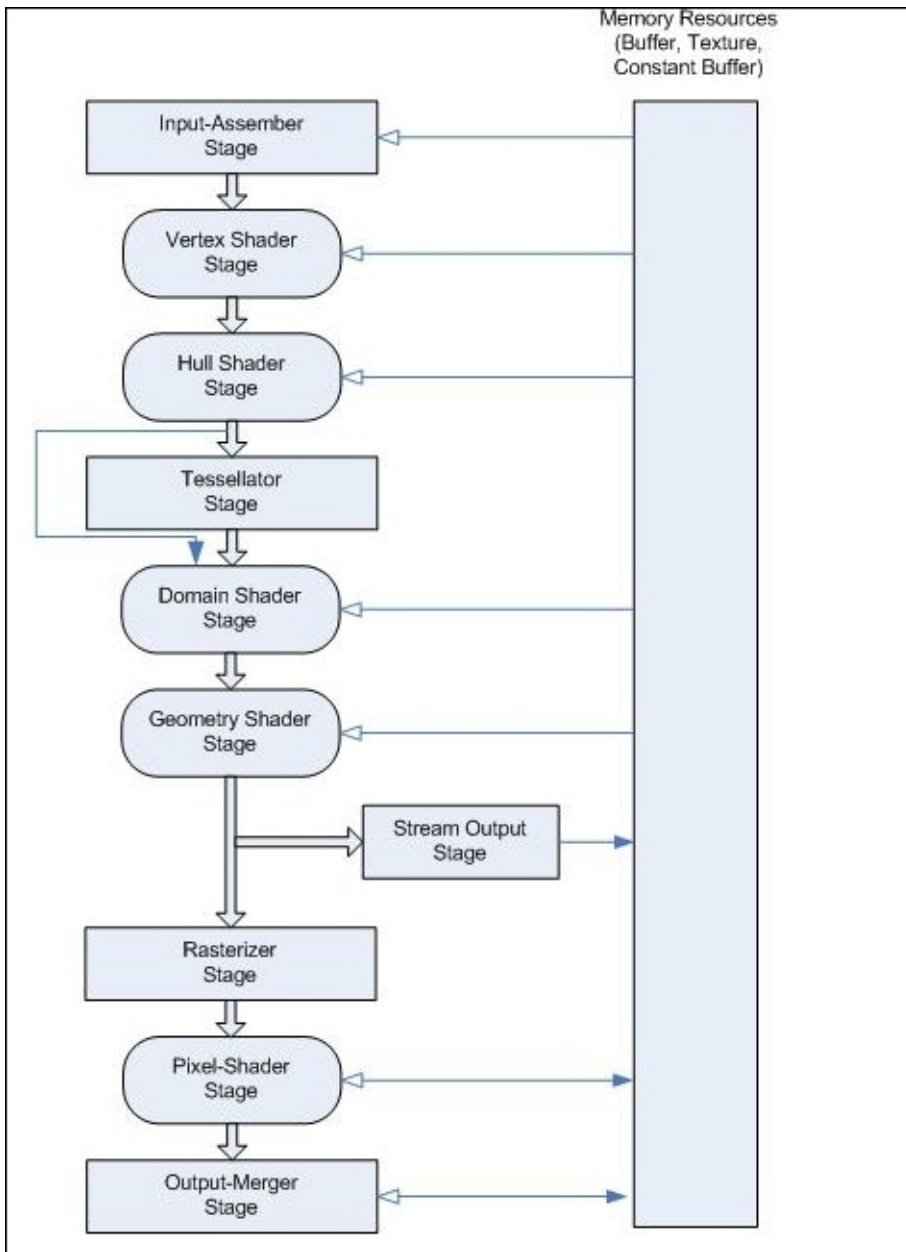 Memory Resources
(Buffer, Texture,
Constant Buffer)
Input-Assember
Stage
Vertex Shader
Stage
Hull Shader
Stage
Tessellator
Stage
Domain Shader
Stage
Geometry Shader
Stage
Stream Output
Stage
Rasterizer
Stage
Pixel-Shader
Stage
Output-Merger
Stage